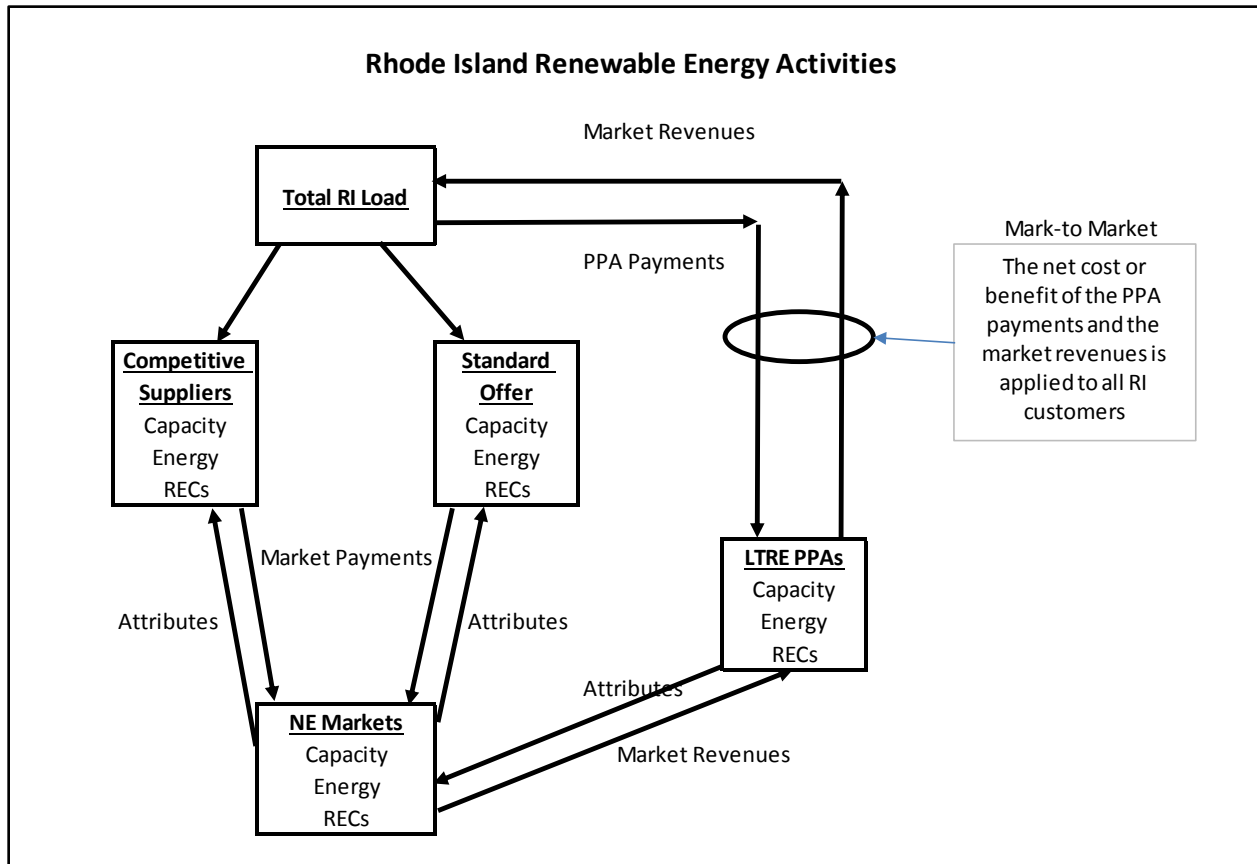 Rhode Island Renewable Energy Activities
Market Revenues
Total RI Load
PPA Payments
Mark-to Market
The net cost or
benefit of the PPA
payments and the
market revenues is
applied to all RI
customers
Competitive
Suppliers
Capacity
Energy
RECs
Standard
Offer
Capacity
Energy
RECs
Market Payments
Attributes
Attributes
LTRE PPAs
Capacity
Energy
RECs
Attributes
Market Revenues
NE Markets
Capacity
Energy
RECs